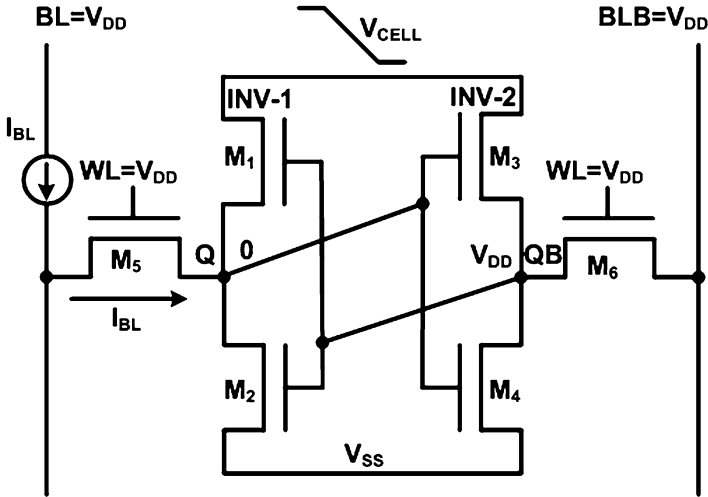 BL=VDD
VCELL
BLB=VDD
INV-1
INV-2
IBL
M1
M3
WL=VDD
WL=VDD
Q
0
VDD
QB
M5
M6
IBL
M2
M4
VSS